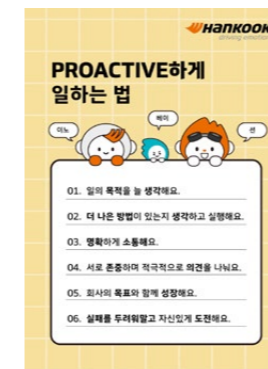 HANKOOK
driving emotion
PROACTIVE하게
일하는 법
이노
베이
션
01. 일의 목적을 늘 생각해요.
02. 더 나은 방법이 있는지 생각하고 실행해요.
03. 명확하게 소통해요.
04. 서로 존중하며 적극적으로 의견을 나눠요.
05. 회사의 목표와 함께 성장해요.
06. 실패를 두려워말고 자신있게 도전해요.